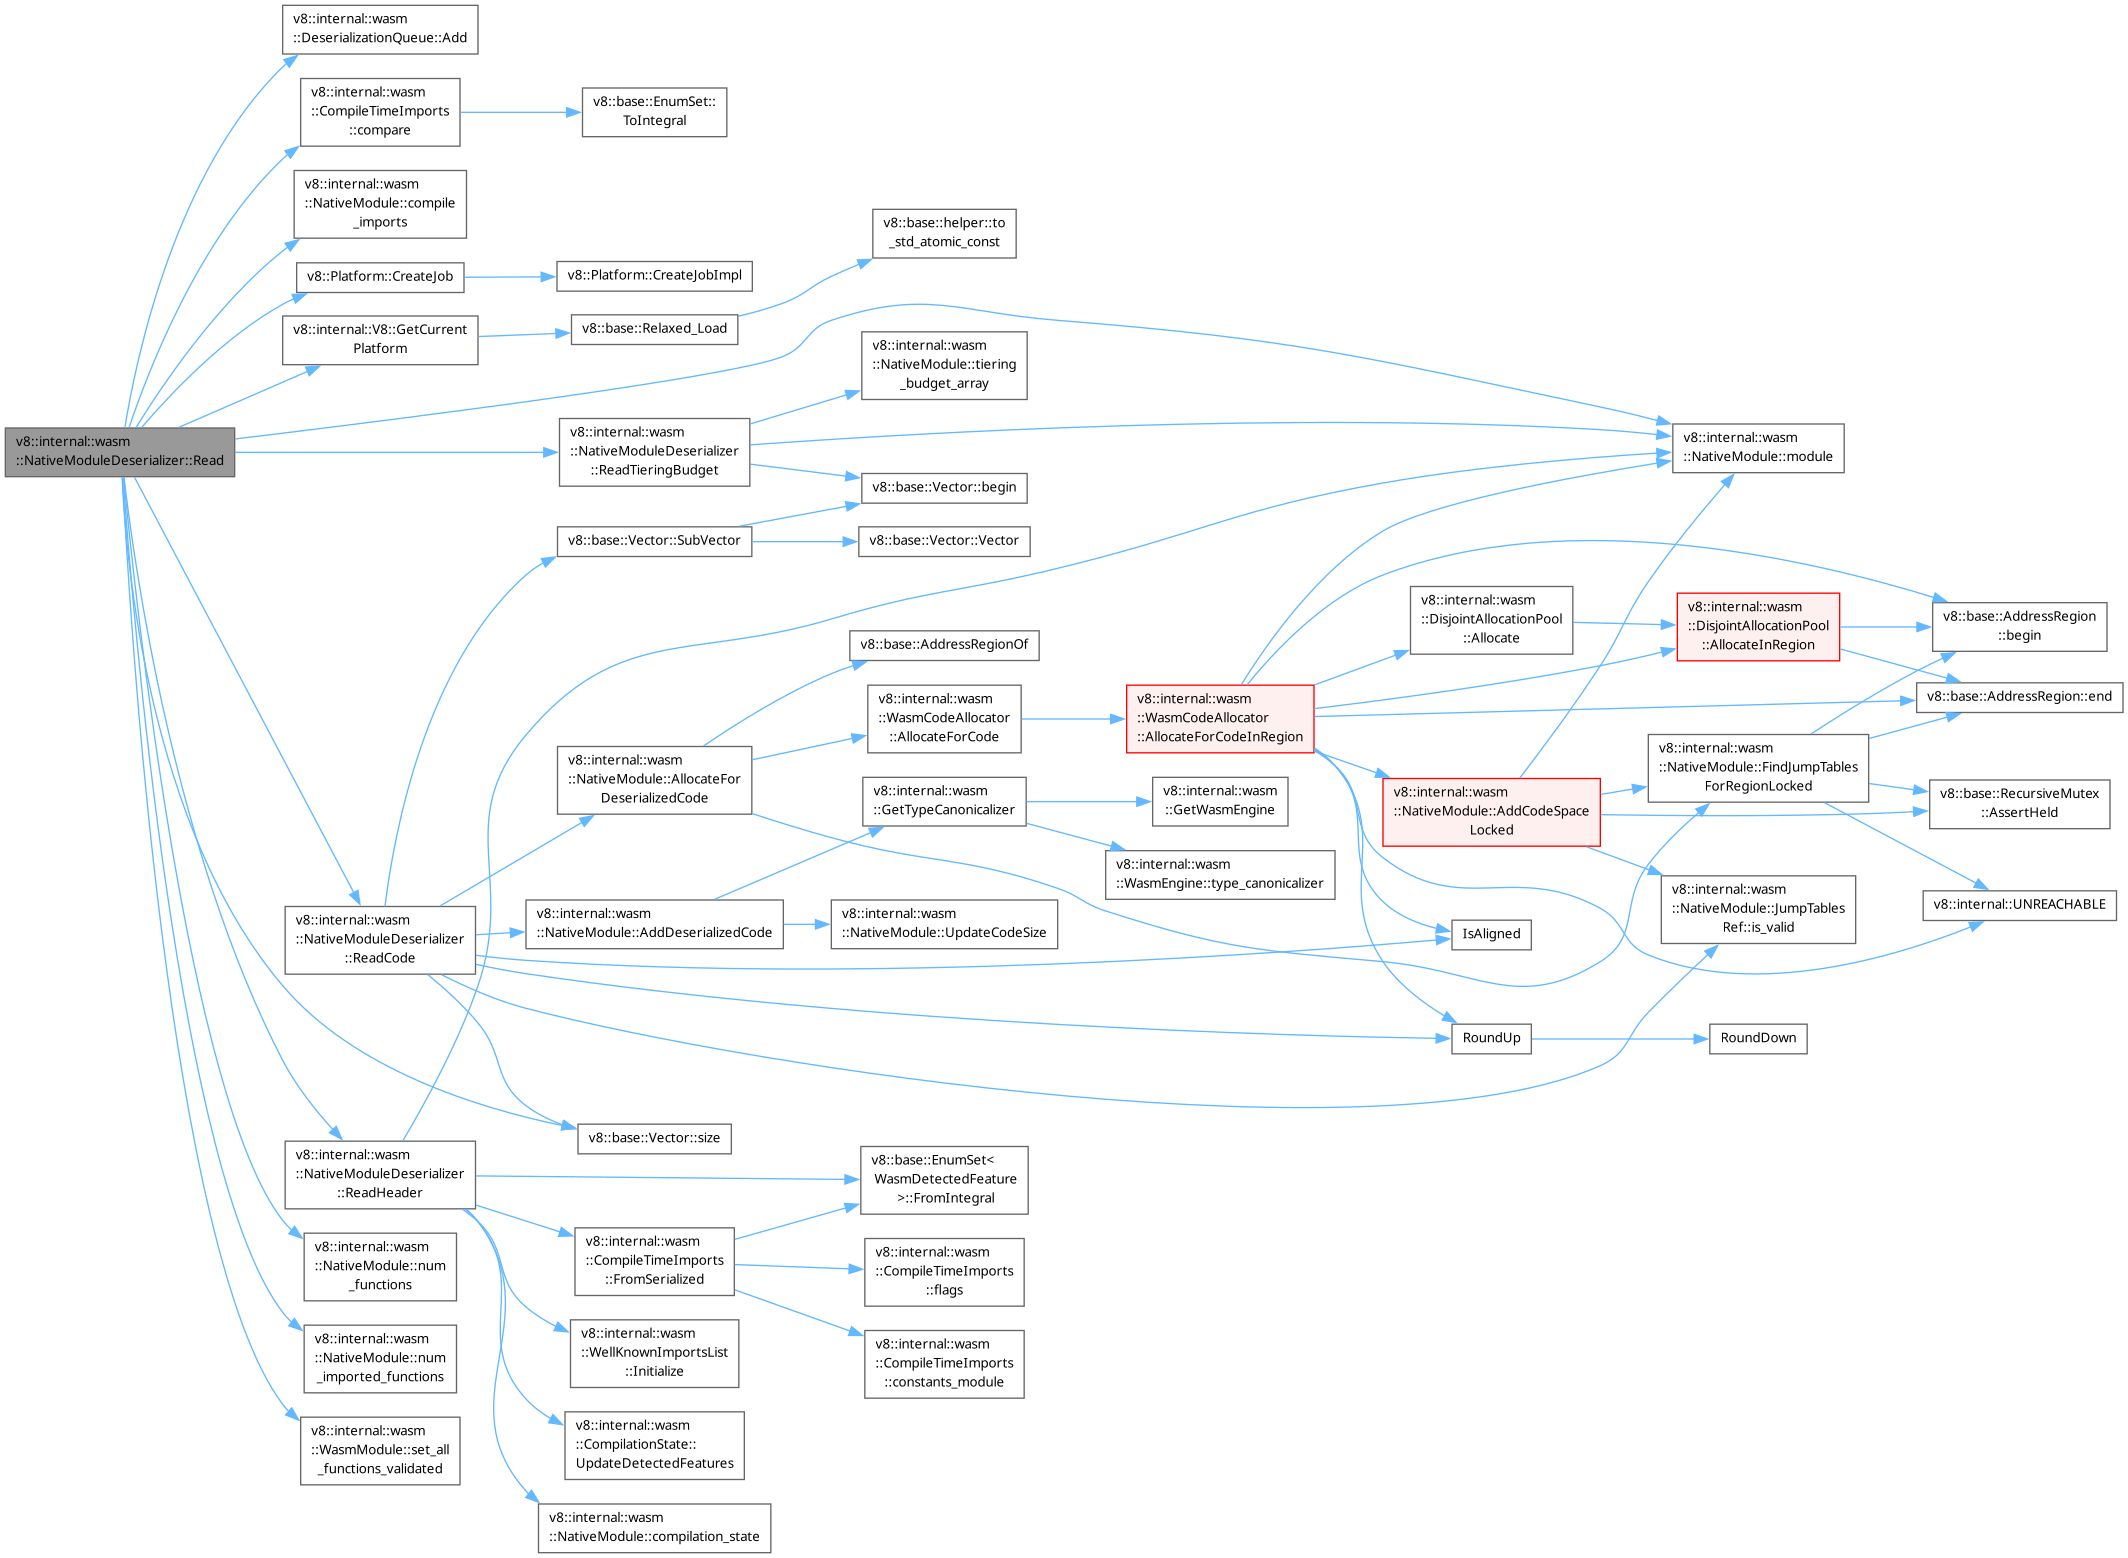 v8::internal::wasm
::NativeModuleDeserializer::Read
v8::internal::wasm
::DeserializationQueue::Add
v8::internal::wasm
::CompileTimeImports
::compare
v8::base::EnumSet::
ToIntegral
v8::internal::wasm
::NativeModule::compile
_imports
v8::Platform::CreateJob
v8::Platform::CreateJobImpl
v8::internal::V8::GetCurrent
Platform
v8::base::Relaxed_Load
v8::base::helper::to
_std_atomic_const
v8::internal::wasm
::NativeModule::tiering
_budget_array
v8::internal::wasm
::NativeModuleDeserializer
::ReadTieringBudget
v8::internal::wasm
::NativeModule::module
v8::base::Vector::begin
v8::base::Vector::SubVector
v8::base::Vector::Vector
v8::base::AddressRegionOf
v8::internal::wasm
::DisjointAllocationPool
::Allocate
v8::internal::wasm
::DisjointAllocationPool
::AllocateInRegion
v8::base::AddressRegion
::begin
v8::internal::wasm
::WasmCodeAllocator
::AllocateForCode
v8::internal::wasm
::WasmCodeAllocator
::AllocateForCodeInRegion
v8::base::AddressRegion::end
v8::internal::wasm
::NativeModule::AllocateFor
DeserializedCode
v8::internal::wasm
::GetTypeCanonicalizer
v8::internal::wasm
::GetWasmEngine
v8::internal::wasm
::NativeModule::AddCodeSpace
Locked
v8::internal::wasm
::NativeModule::FindJumpTables
ForRegionLocked
v8::base::RecursiveMutex
::AssertHeld
v8::internal::wasm
::WasmEngine::type_canonicalizer
v8::internal::wasm
::NativeModule::JumpTables
Ref::is_valid
v8::internal::UNREACHABLE
v8::internal::wasm
::NativeModuleDeserializer
::ReadCode
v8::internal::wasm
::NativeModule::AddDeserializedCode
v8::internal::wasm
::NativeModule::UpdateCodeSize
IsAligned
RoundUp
RoundDown
v8::base::Vector::size
v8::internal::wasm
::NativeModuleDeserializer
::ReadHeader
v8::base::EnumSet<
WasmDetectedFeature
>::FromIntegral
v8::internal::wasm
::CompileTimeImports
::FromSerialized
v8::internal::wasm
::CompileTimeImports
::flags
v8::internal::wasm
::NativeModule::num
_functions
v8::internal::wasm
::WellKnownImportsList
::Initialize
v8::internal::wasm
::CompileTimeImports
::constants_module
v8::internal::wasm
::NativeModule::num
_imported_functions
v8::internal::wasm
::CompilationState::
UpdateDetectedFeatures
v8::internal::wasm
::WasmModule::set_all
_functions_validated
v8::internal::wasm
::NativeModule::compilation_state